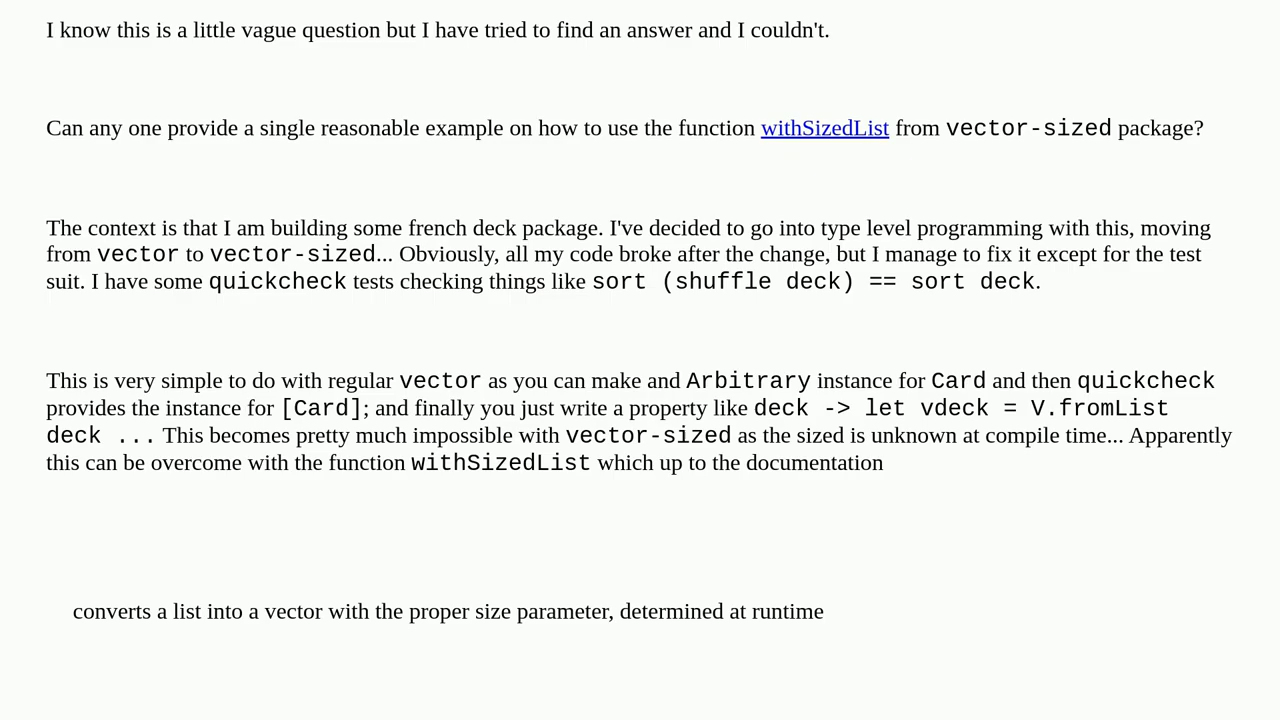 I know this is a little vague question but I have tried to find an answer and I couldn't.
Can any one provide a single reasonable example on how to use the function withSizedList from vector-sized package?
The context is that I am building some french deck package. I've decided to go into type level programming with this, moving
from vector to vector-sized... Obviously, all my code broke after the change, but I manage to fix it except for the test
suit. I have some quickcheck tests checking things like sort (shuffle deck) == sort deck.
This is very simple to do with regular vector as you can make and Arbitrary instance for Card and then quickcheck
provides the instance for [Card]; and finally you just write a property like deck -> let vdeck = V.fromList
deck ... This becomes pretty much impossible with vector-sized as the sized is unknown at compile time... Apparently
this can be overcome with the function withSizedList which up to the documentation
converts a list into a vector with the proper size parameter, determined at runtime